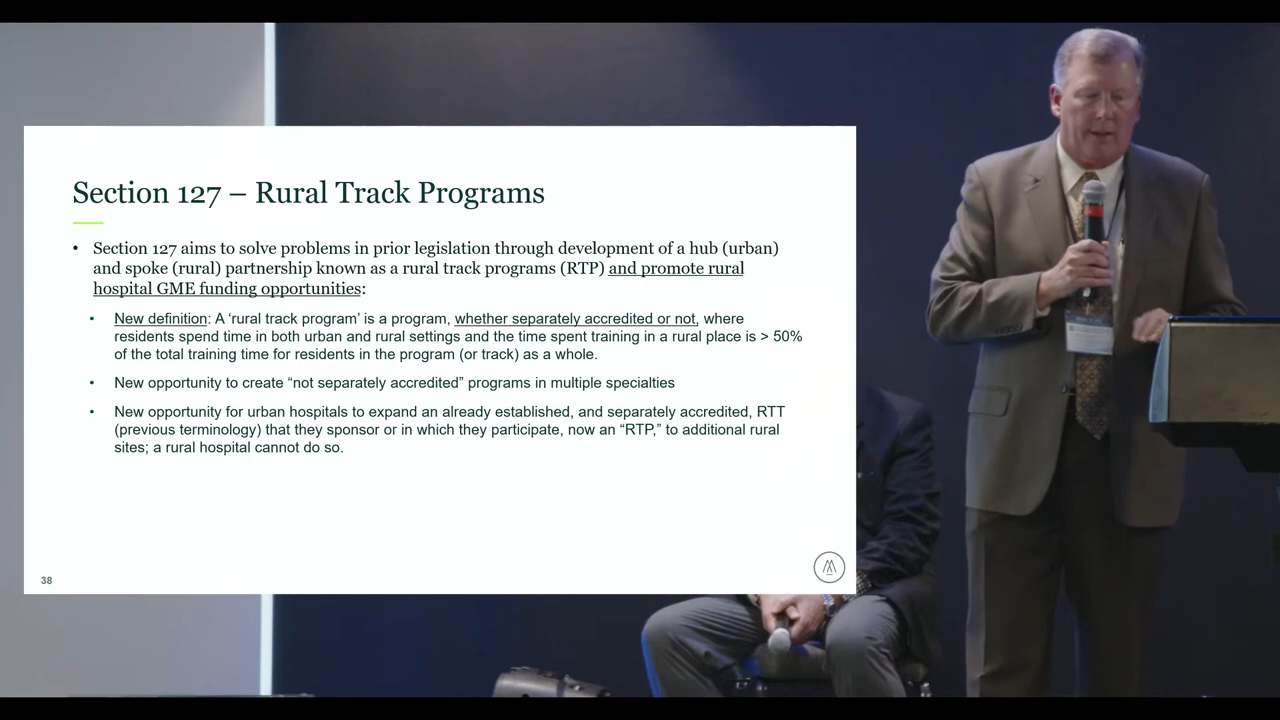 Section 127 – Rural Track Programs
• Section 127 aims to solve problems in prior legislation through development of a hub (urban)
and spoke (rural) partnership known as a rural track programs (RTP) and promote rural
hospital GME funding opportunities:
• New definition: A ‘rural track program’ is a program, whether separately accredited or not, where
residents spend time in both urban and rural settings and the time spent training in a rural place is > 50%
of the total training time for residents in the program (or track) as a whole.
• New opportunity to create “not separately accredited” programs in multiple specialties
• New opportunity for urban hospitals to expand an already established, and separately accredited, RTT
(previous terminology) that they sponsor or in which they participate, now an “RTP,” to additional rural
sites; a rural hospital cannot do so.
38